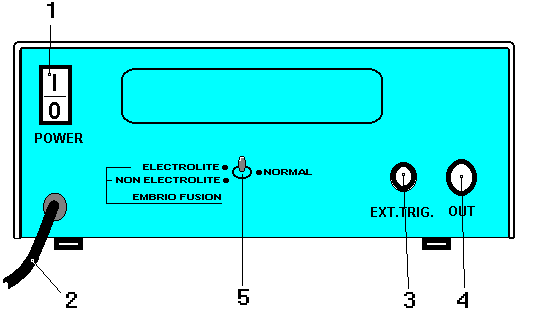 1
I
0
POWER
ELECTROLITE
NORMAL
NON ELECTROLITE
EMBRIO FUSION
EXT.TRIG.
OUT
2
5
3
4